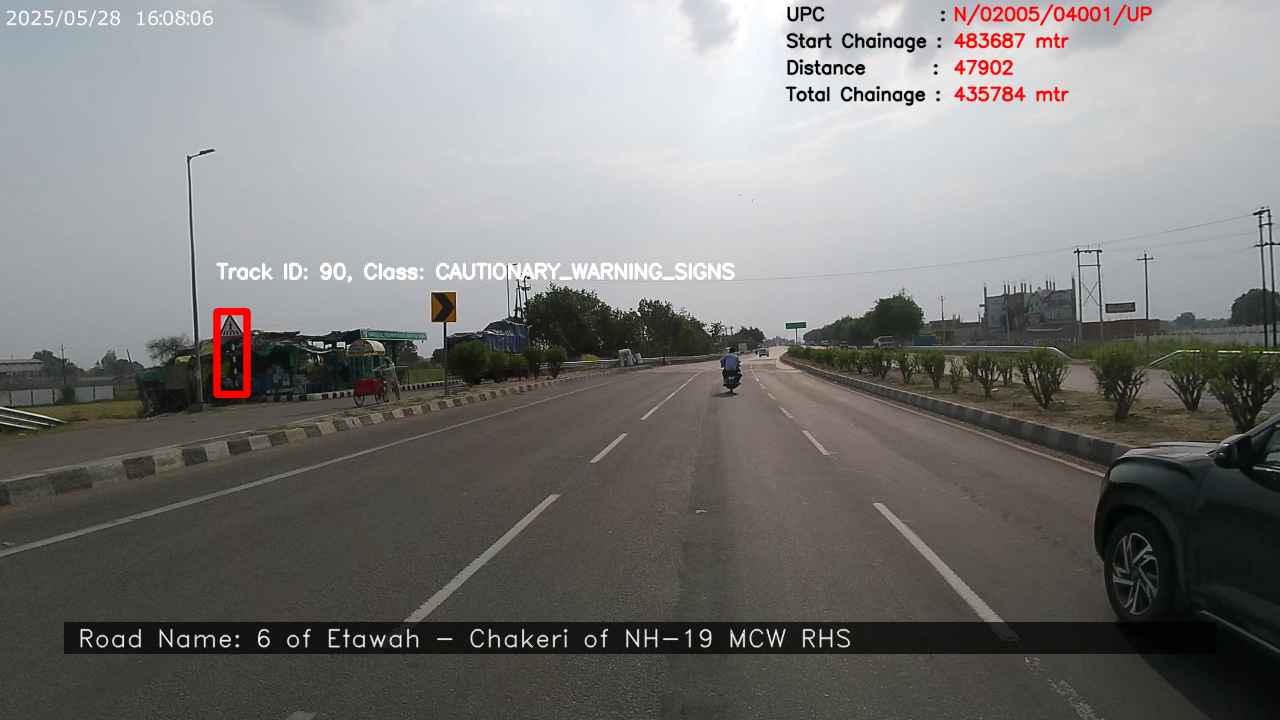 2025/05/28 16:08:06
UPC : N/02005/04001/UP
Start Chainage : 483687 mtr
Distance : 47902
Total Chainage : 435784 mtr
Track ID: 90, Class: CAUTIONARY_WARNING_SIGNS
Road Name: 6 of Etawah - Chakeri of NH-19 MCW RHS